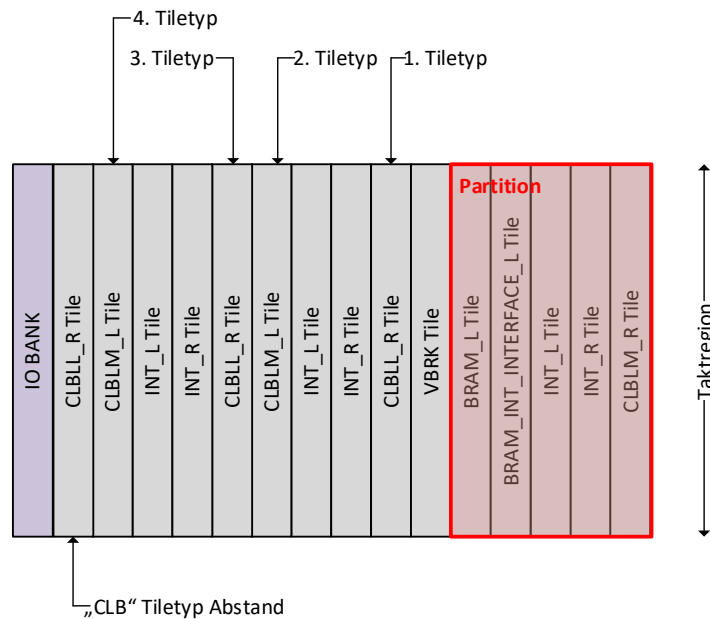 4. Tiletyp
3. Tiletyp
2. Tiletyp
1. Tiletyp
Partition
IO BANK
CLBLL_R Tile
CLBLM_L Tile
INT_L Tile
INT_R Tile
CLBLL_R Tile
CLBLM_L Tile
INT_L Tile
INT_R Tile
CLBLL_R Tile
VBRK Tile
BRAM_L Tile
BRAM_INT_INTERFACE_L Tile
INT_L Tile
INT_R Tile
CLBLM_R Tile
Taktregion
„CLB“ Tiletyp Abstand